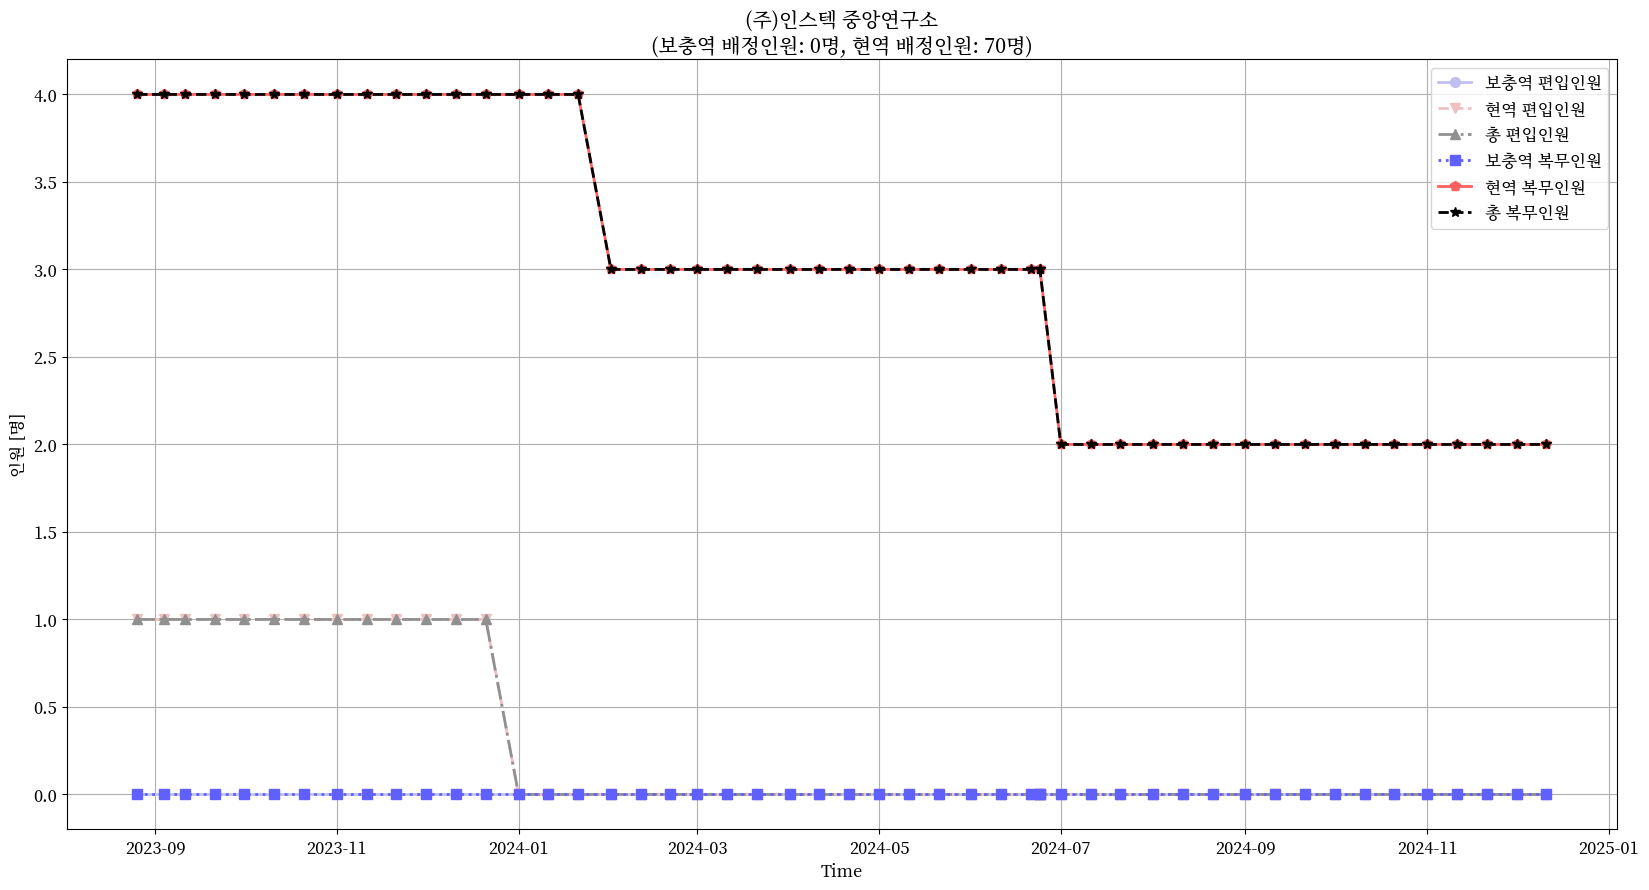 (주)인스텍 중앙연구소
(보충역 배정인원: 0명, 현역 배정인원: 70명)
보충역 편입인원
현역 편입인원
총 편입인원
보충역 복무인원
현역 복무인원
총 복무인원
4.0
3.5
3.0
2.5
2.0
1.5
1.0
0.5
0.0
인원 [명]
2023-09 2023-11 2024-01 2024-03 2024-05 2024-07 2024-09 2024-11 2025-01
Time